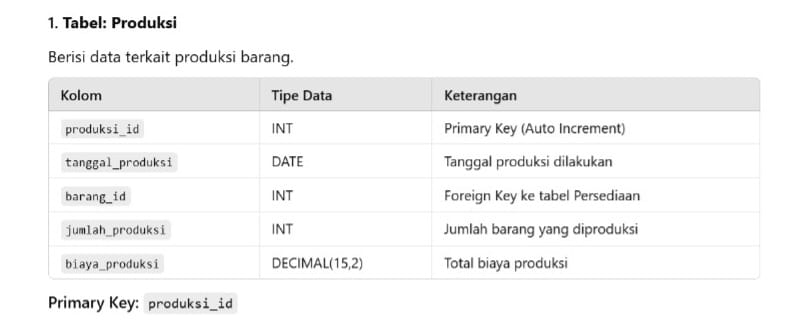 1. Tabel: Produksi
Berisi data terkait produksi barang.
Kolom Tipe Data Keterangan
produksi_id INT Primary Key (Auto Increment)
tanggal_produksi DATE Tanggal produksi dilakukan
barang_id INT Foreign Key ke tabel Persediaan
jumlah_produksi INT Jumlah barang yang diproduksi
biaya_produksi DECIMAL(15,2) Total biaya produksi
Primary Key: produksi_id